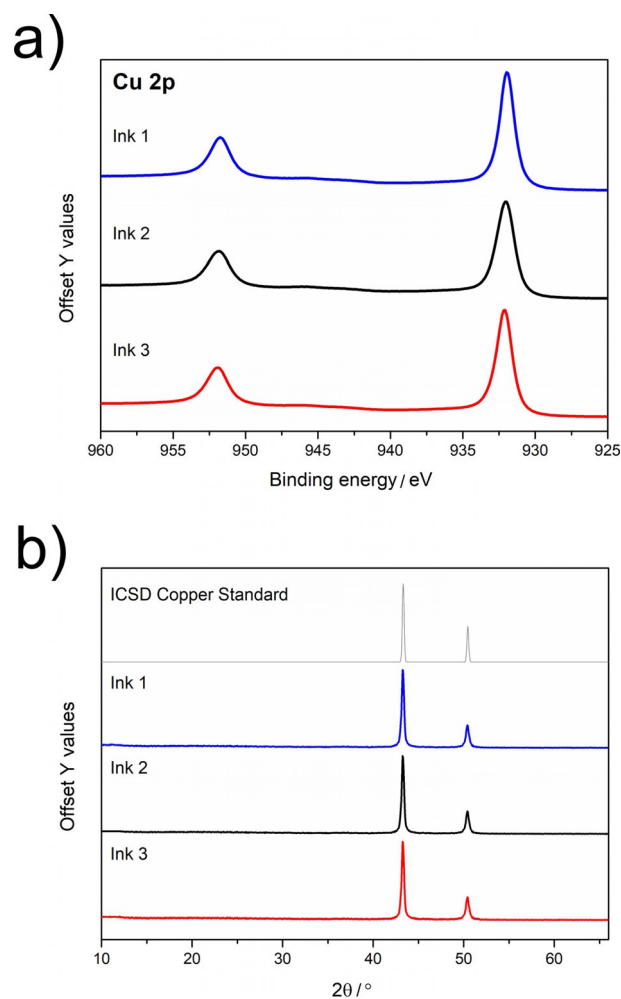 a)
Cu 2p
Ink 1
Ink 2
Ink 3
Offset Y values
960 955 950 945 940 935 930 925
Binding energy / eV
b)
ICSD Copper Standard
Ink 1
Ink 2
Ink 3
Offset Y values
10 20 30 40 50 60
2θ / °